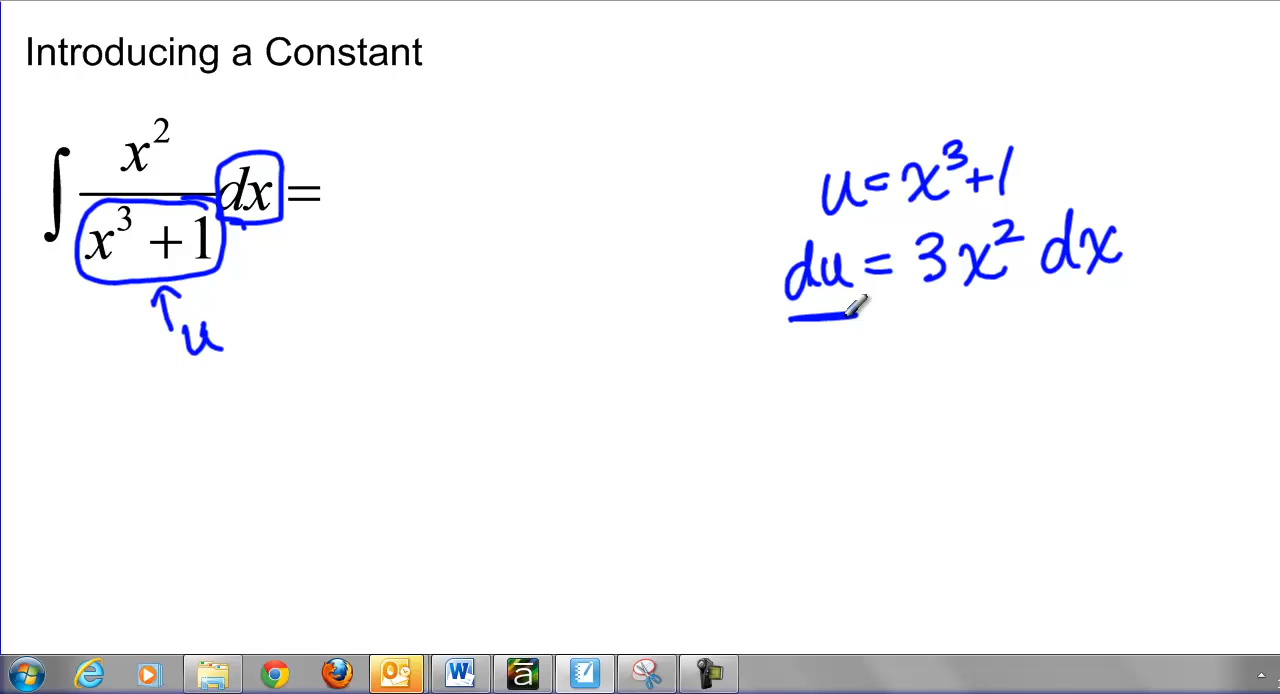 Introducing a Constant
∫ x² / (x³ + 1) dx =
u
u = x³ + 1
du = 3x² dx